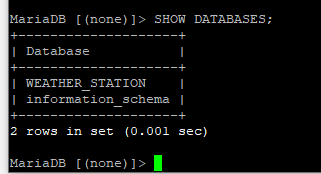 MariaDB [(none)]> SHOW DATABASES;
+--------------------+
| Database           |
+--------------------+
| WEATHER_STATION    |
| information_schema |
+--------------------+
2 rows in set (0.001 sec)
MariaDB [(none)]>